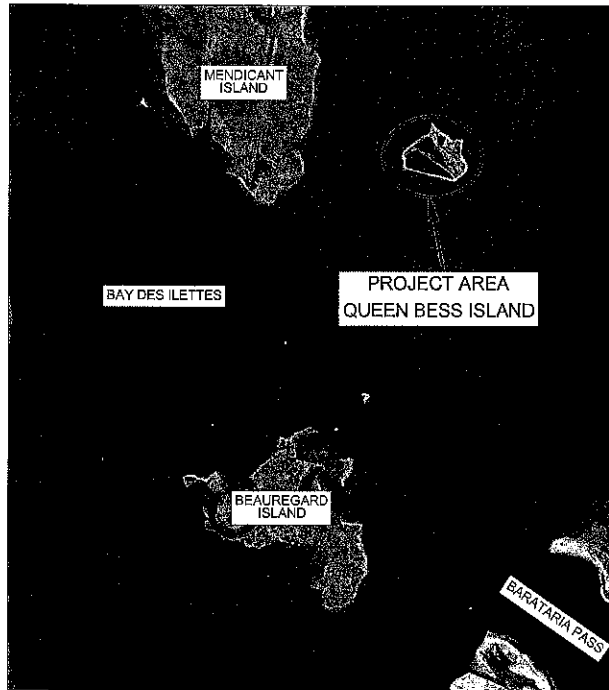 MENDICANT
ISLAND
PROJECT AREA
QUEEN BESS ISLAND
BAY DES ILETTES
BEAUREGARD
ISLAND
BARATARIA PASS